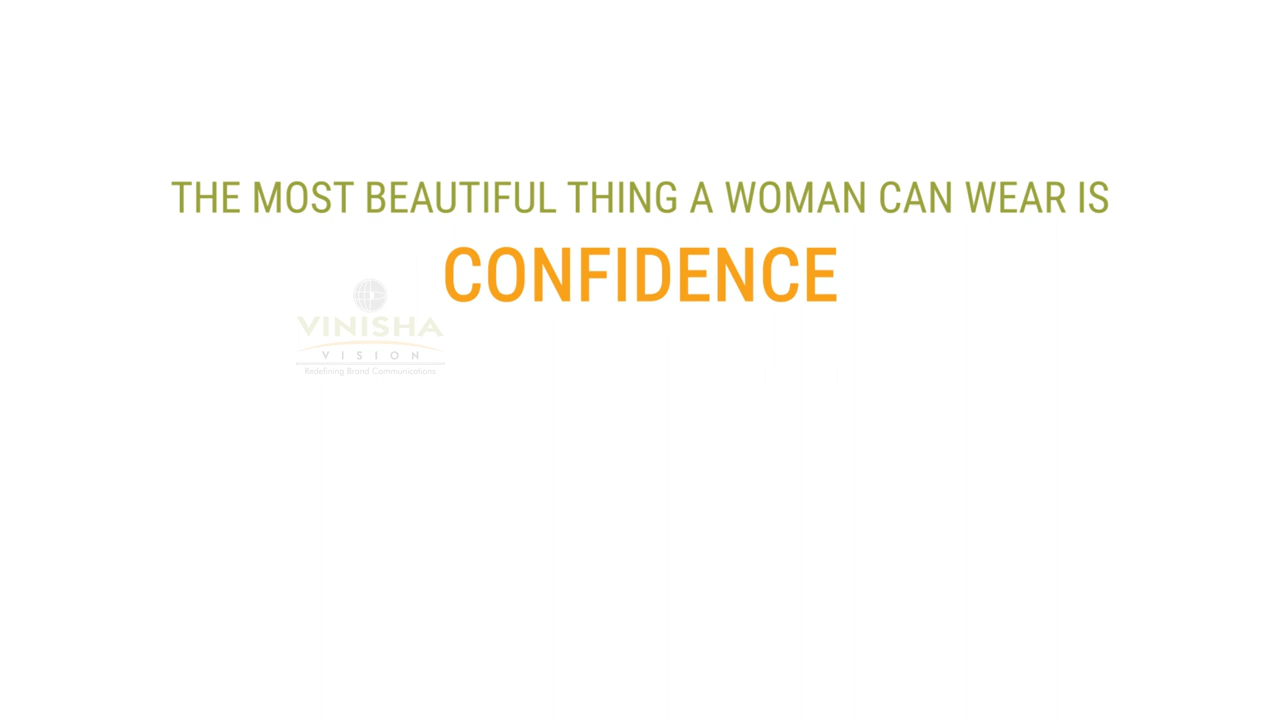 THE MOST BEAUTIFUL THING A WOMAN CAN WEAR IS
CONFIDENCE
VINISHA
VISION
Redefining Brand Communications